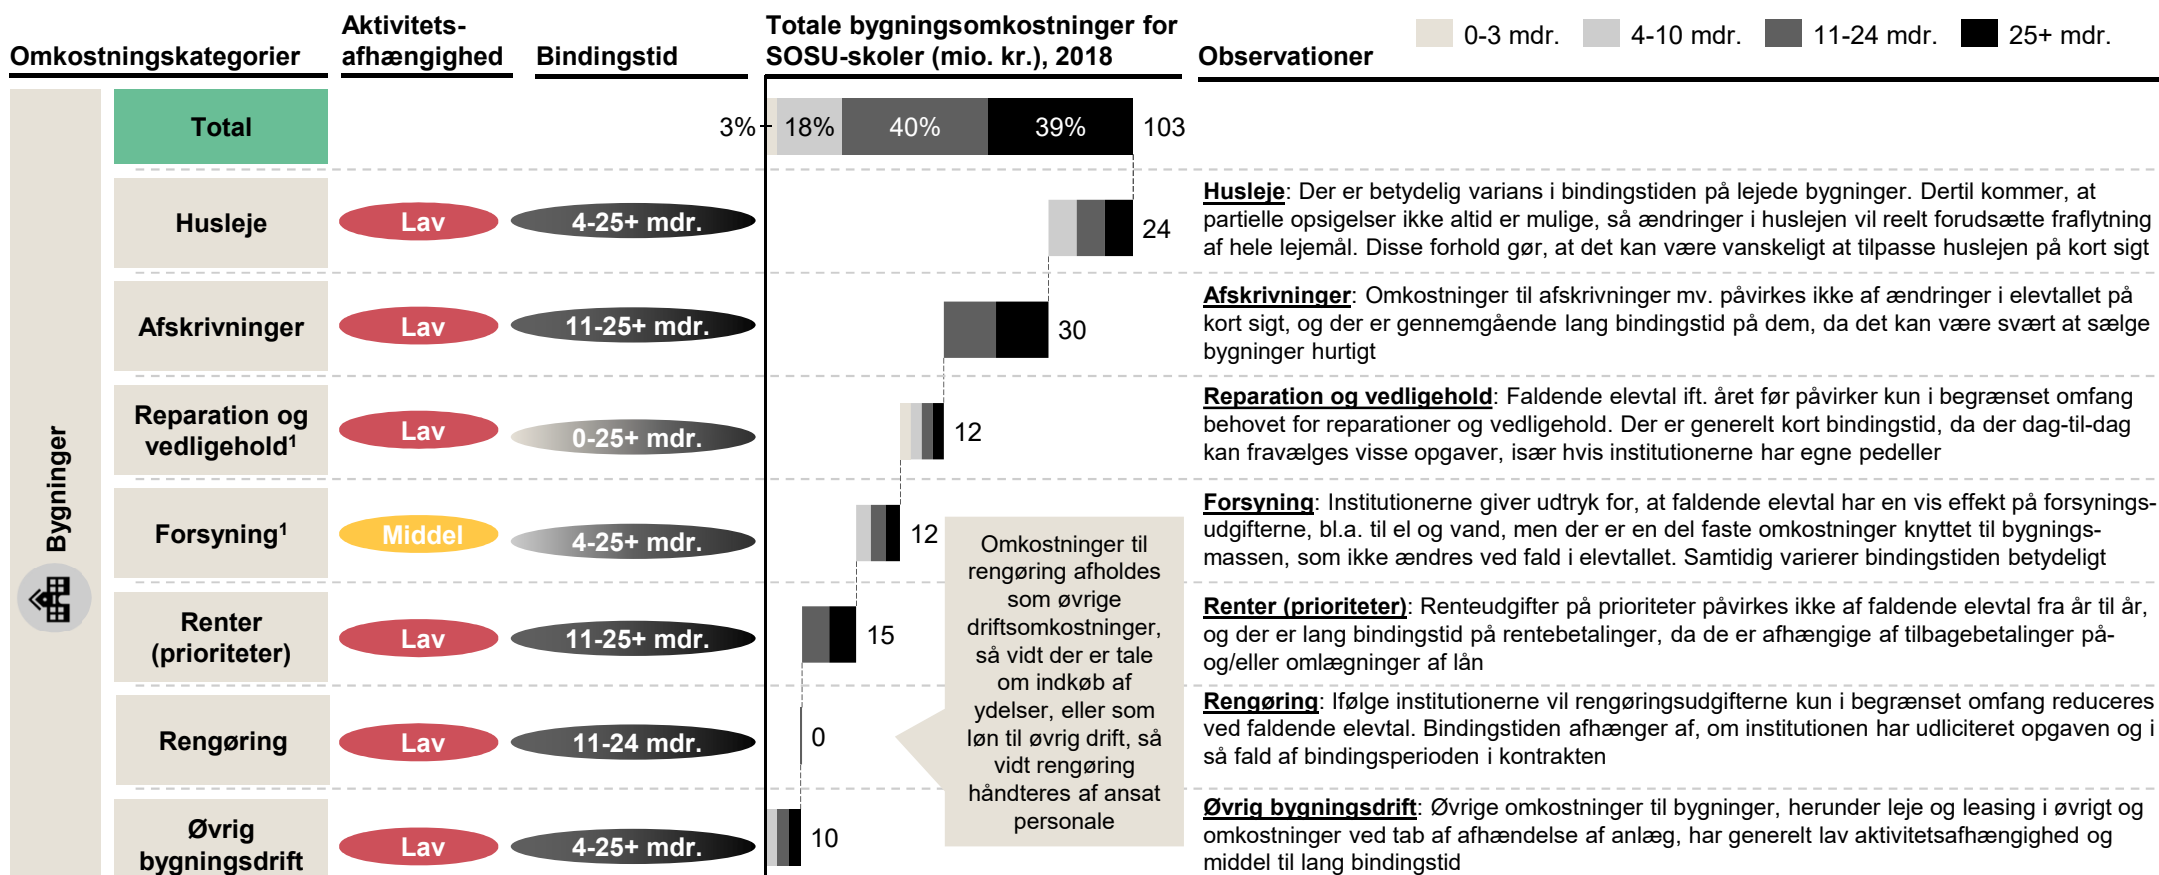 Omkostningskategorier
Aktivitets-
afhængighed
Bindingstid
Totale bygningsomkostninger for
SOSU-skoler (mio. kr.), 2018
Observationer
0-3 mdr.
4-10 mdr.
11-24 mdr.
25+ mdr.
Bygninger
Total
3%
18%
40%
39%
103
Husleje
Lav
4-25+ mdr.
24
Husleje: Der er betydelig varians i bindingstiden på lejede bygninger. Dertil kommer, at
partielle opsigelser ikke altid er mulige, så ændringer i huslejen vil reelt forudsætte fraflytning
af hele lejemål. Disse forhold gør, at det kan være vanskeligt at tilpasse huslejen på kort sigt
Afskrivninger
Lav
11-25+ mdr.
30
Afskrivninger: Omkostninger til afskrivninger mv. påvirkes ikke af ændringer i elevtallet på
kort sigt, og der er gennemgående lang bindingstid på dem, da det kan være svært at sælge
bygninger hurtigt
Reparation og
vedligehold¹
Lav
0-25+ mdr.
12
Reparation og vedligehold: Faldende elevtal ift. året før påvirker kun i begrænset omfang
behovet for reparationer og vedligehold. Der er generelt kort bindingstid, da der dag-til-dag
kan fravælges visse opgaver, især hvis institutionerne har egne pedeller
Forsyning¹
Middel
4-25+ mdr.
12
Forsyning: Institutionerne giver udtryk for, at faldende elevtal har en vis effekt på forsynings-
udgifterne, bl.a. til el og vand, men der er en del faste omkostninger knyttet til bygnings-
massen, som ikke ændres ved fald i elevtallet. Samtidig varierer bindingstiden betydeligt
Renter
(prioriteter)
Lav
11-25+ mdr.
15
Renter (prioriteter): Renteudgifter på prioriteter påvirkes ikke af faldende elevtal fra år til år,
og der er lang bindingstid på rentebetalinger, da de er afhængige af tilbagebetalinger på-
og/eller omlægninger af lån
Rengøring
Lav
11-24 mdr.
0
Omkostninger til
rengøring afholdes
som øvrige
driftsomkostninger,
så vidt der er tale
om indkøb af
ydelser, eller som
løn til øvrig drift, så
vidt rengøring
håndteres af ansat
personale
Rengøring: Ifølge institutionerne vil rengøringsudgifterne kun i begrænset omfang reduceres
ved faldende elevtal. Bindingstiden afhænger af, om institutionen har udliciteret opgaven og i
så fald af bindingsperioden i kontrakten
Øvrig
bygningsdrift
Lav
4-25+ mdr.
10
Øvrig bygningsdrift: Øvrige omkostninger til bygninger, herunder leje og leasing i øvrigt og
omkostninger ved tab af afhændelse af anlæg, har generelt lav aktivitetsafhængighed og
middel til lang bindingstid